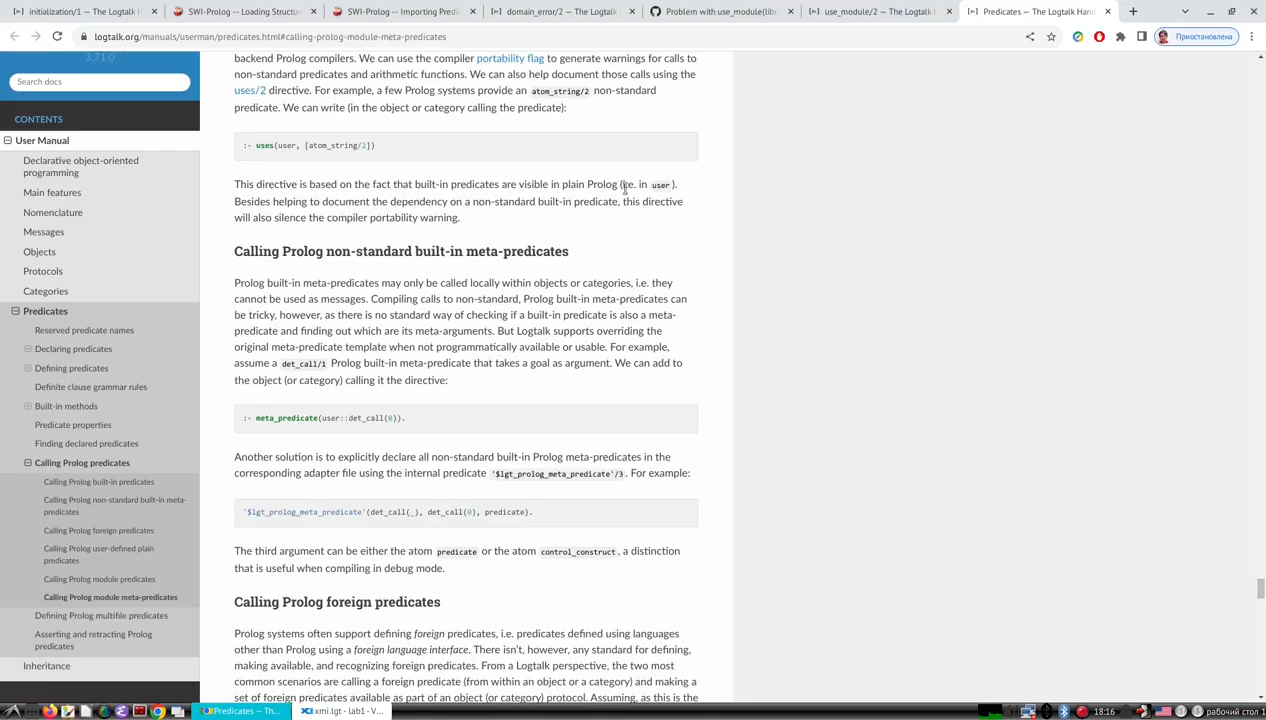 initialization/1 — The Logtalk H
SWI-Prolog -- Loading Structure
SWI-Prolog -- Importing Predic
domain_error/2 — The Logtalk
Problem with use_module(libr
use_module/2 — The Logtalk H
Predicates — The Logtalk Hand
logtalk.org/manuals/userman/predicates.html#calling-prolog-module-meta-predicates
Приостановлена
3.71.0
Search docs
CONTENTS
User Manual
Declarative object-oriented
programming
Main features
Nomenclature
Messages
Objects
Protocols
Categories
Predicates
Reserved predicate names
Declaring predicates
Defining predicates
Definite clause grammar rules
Built-in methods
Predicate properties
Finding declared predicates
Calling Prolog predicates
Calling Prolog built-in predicates
Calling Prolog non-standard built-in meta-
predicates
Calling Prolog foreign predicates
Calling Prolog user-defined plain
predicates
Calling Prolog module predicates
Calling Prolog module meta-predicates
Defining Prolog multifile predicates
Asserting and retracting Prolog
predicates
Inheritance
backend Prolog compilers. We can use the compiler portability flag to generate warnings for calls to
non-standard predicates and arithmetic functions. We can also help document those calls using the
uses/2 directive. For example, a few Prolog systems provide an atom_string/2 non-standard
predicate. We can write (in the object or category calling the predicate):
:- uses(user, [atom_string/2])
This directive is based on the fact that built-in predicates are visible in plain Prolog (i.e. in user ).
Besides helping to document the dependency on a non-standard built-in predicate, this directive
will also silence the compiler portability warning.
Calling Prolog non-standard built-in meta-predicates
Prolog built-in meta-predicates may only be called locally within objects or categories, i.e. they
cannot be used as messages. Compiling calls to non-standard, Prolog built-in meta-predicates can
be tricky, however, as there is no standard way of checking if a built-in predicate is also a meta-
predicate and finding out which are its meta-arguments. But Logtalk supports overriding the
original meta-predicate template when not programmatically available or usable. For example,
assume a det_call/1 Prolog built-in meta-predicate that takes a goal as argument. We can add to
the object (or category) calling it the directive:
:- meta_predicate(user::det_call(0)).
Another solution is to explicitly declare all non-standard built-in Prolog meta-predicates in the
corresponding adapter file using the internal predicate '$lgt_prolog_meta_predicate'/3 . For example:
'$lgt_prolog_meta_predicate'(det_call(_), det_call(0), predicate).
The third argument can be either the atom predicate or the atom control_construct , a distinction
that is useful when compiling in debug mode.
Calling Prolog foreign predicates
Prolog systems often support defining foreign predicates, i.e. predicates defined using languages
other than Prolog using a foreign language interface. There isn't, however, any standard for defining,
making available, and recognizing foreign predicates. From a Logtalk perspective, the two most
common scenarios are calling a foreign predicate (from within an object or a category) and making a
set of foreign predicates available as part of an object (or category) protocol. Assuming, as this is the
Predicates — Th...
xmi.lgt - lab1 - V...
18:16
рабочий стол 1